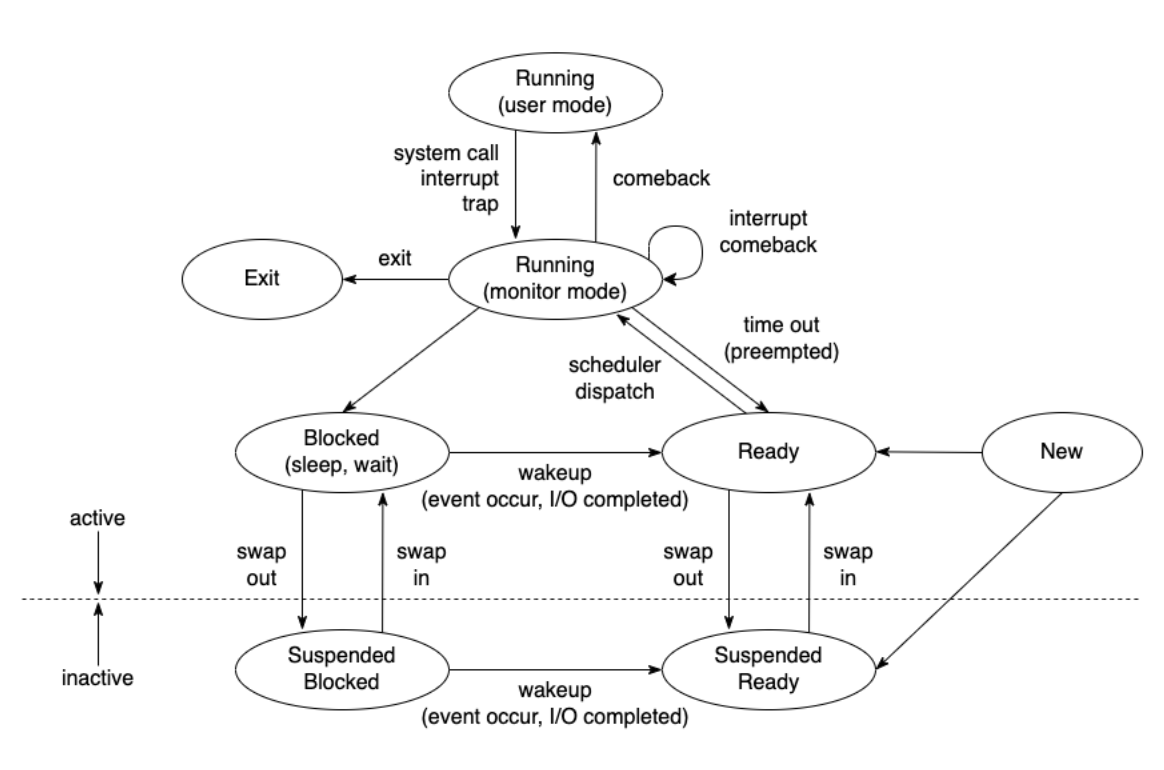 Running
(user mode)
system call
interrupt
trap
comeback
interrupt
comeback
Exit
exit
Running
(monitor mode)
time out
(preempted)
scheduler
dispatch
Blocked
(sleep, wait)
wakeup
(event occur, I/O completed)
Ready
New
active
swap
out
swap
in
swap
out
swap
in
inactive
Suspended
Blocked
wakeup
(event occur, I/O completed)
Suspended
Ready